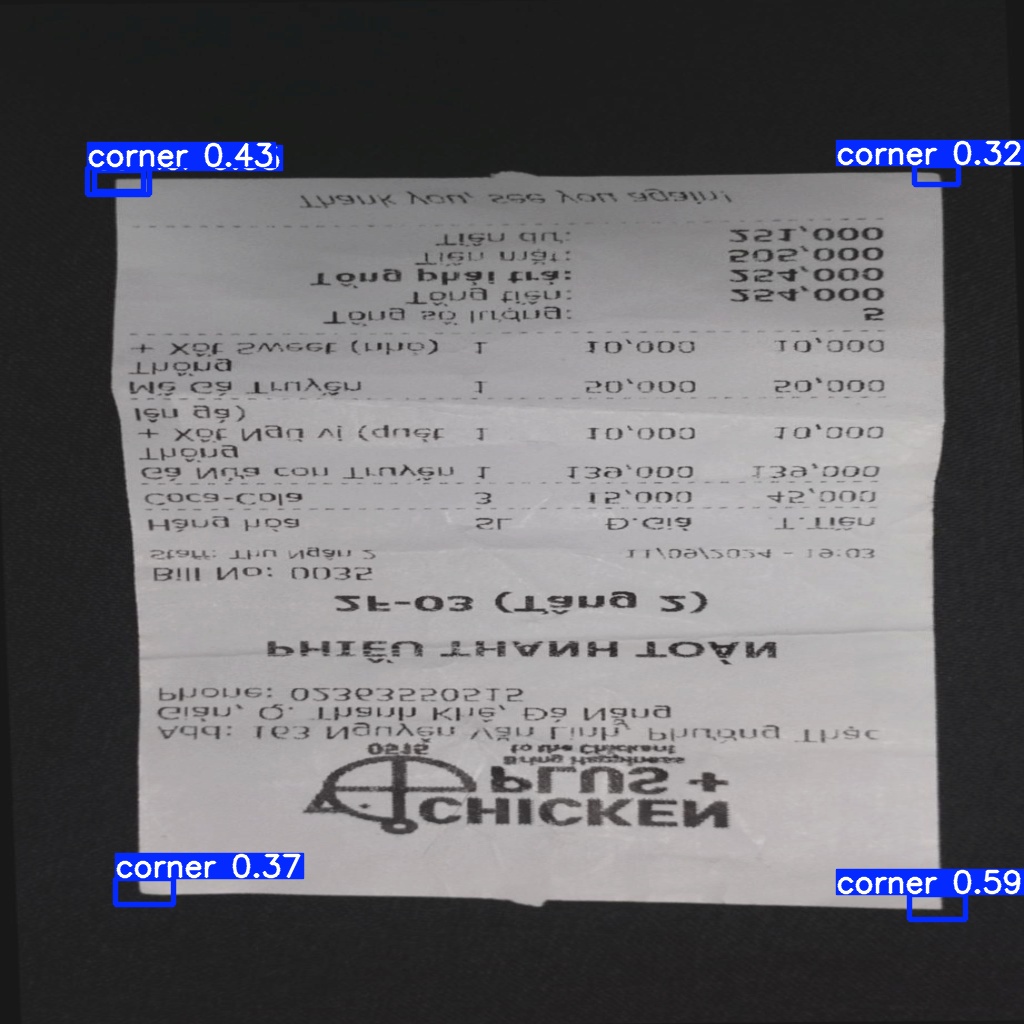 corner 0.43
corner 0.32
CHICKEN
PLUS +
Bring Happiness
to the Chickent
Add: 163 Nguyễn Văn Linh, Phường Thạc
Gián, Q. Thanh Khê, Đà Nẵng
Phone: 02363550515
PHIẾU THANH TOÁN
2F-03 (Tầng 2)
Bill No: 0035
Staff: Thu Ngân 2 11/09/2024 - 19:03
Hàng hóa SL Đ.Giá T.Tiền
Coca-Cola 3 15,000 45,000
Gà Nửa con Truyền 1 139,000 139,000
Thống
+ Xốt Ngũ vị (quét 1 10,000 10,000
lên gà)
Mề Gà Truyền 1 50,000 50,000
Thống
+ Xốt Sweet (nhỏ) 1 10,000 10,000
Tổng số lượng: 5
Tổng tiền: 254,000
Tổng phải trả: 254,000
Tiền mặt: 505,000
Tiền dư: 251,000
Thank you, see you again!
corner 0.37
corner 0.59